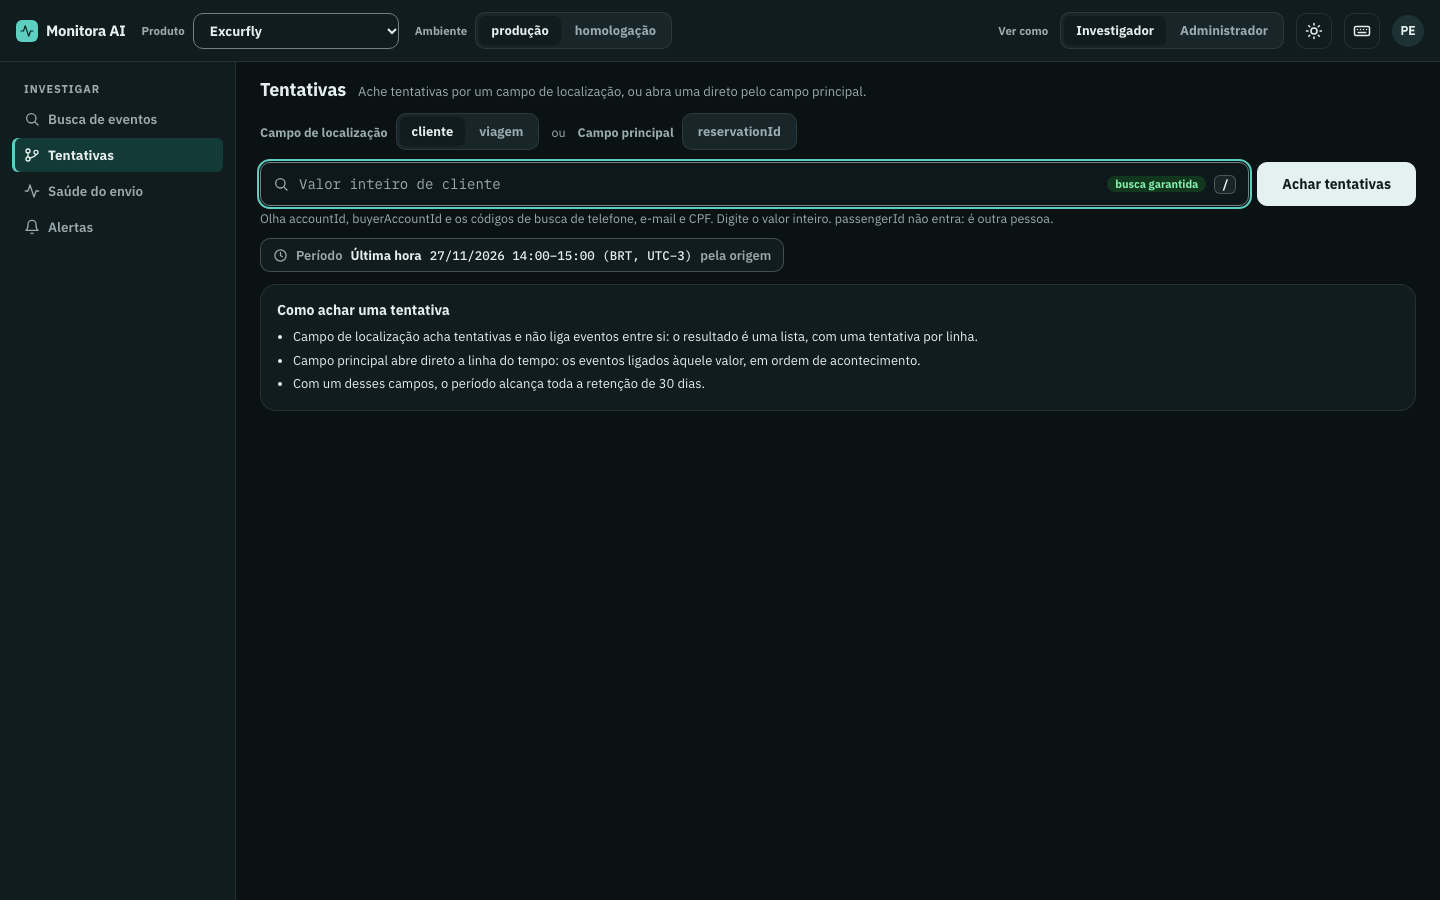 Monitora AI
Produto
Excurfly
Ambiente
produção
homologação
Ver como
Investigador
Administrador
PE
INVESTIGAR
Busca de eventos
Tentativas
Saúde do envio
Alertas
Tentativas
Ache tentativas por um campo de localização, ou abra uma direto pelo campo principal.
Campo de localização
cliente
viagem
ou
Campo principal
reservationId
Valor inteiro de cliente
busca garantida
/
Achar tentativas
Olha accountId, buyerAccountId e os códigos de busca de telefone, e-mail e CPF. Digite o valor inteiro. passengerId não entra: é outra pessoa.
Período Última hora 27/11/2026 14:00–15:00 (BRT, UTC−3) pela origem
Como achar uma tentativa
• Campo de localização acha tentativas e não liga eventos entre si: o resultado é uma lista, com uma tentativa por linha.
• Campo principal abre direto a linha do tempo: os eventos ligados àquele valor, em ordem de acontecimento.
• Com um desses campos, o período alcança toda a retenção de 30 dias.